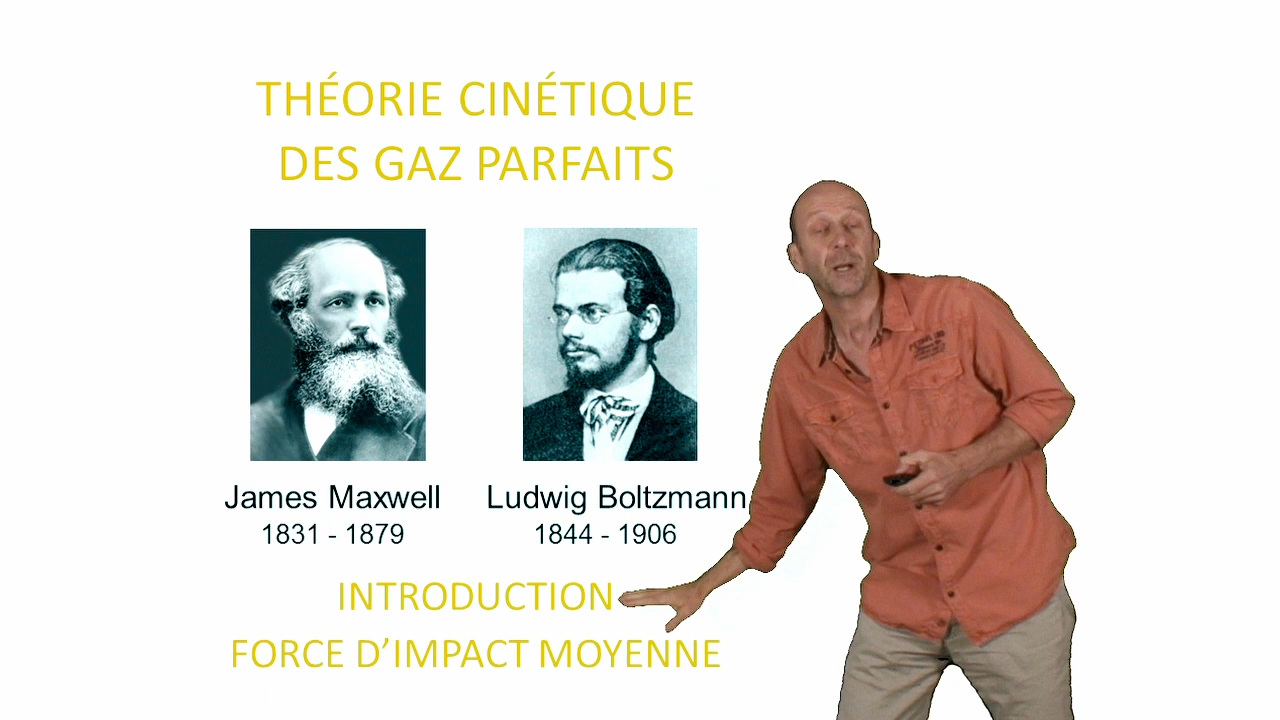 THÉORIE CINÉTIQUE
DES GAZ PARFAITS
James Maxwell
1831 - 1879
Ludwig Boltzmann
1844 - 1906
INTRODUCTION
FORCE D’IMPACT MOYENNE